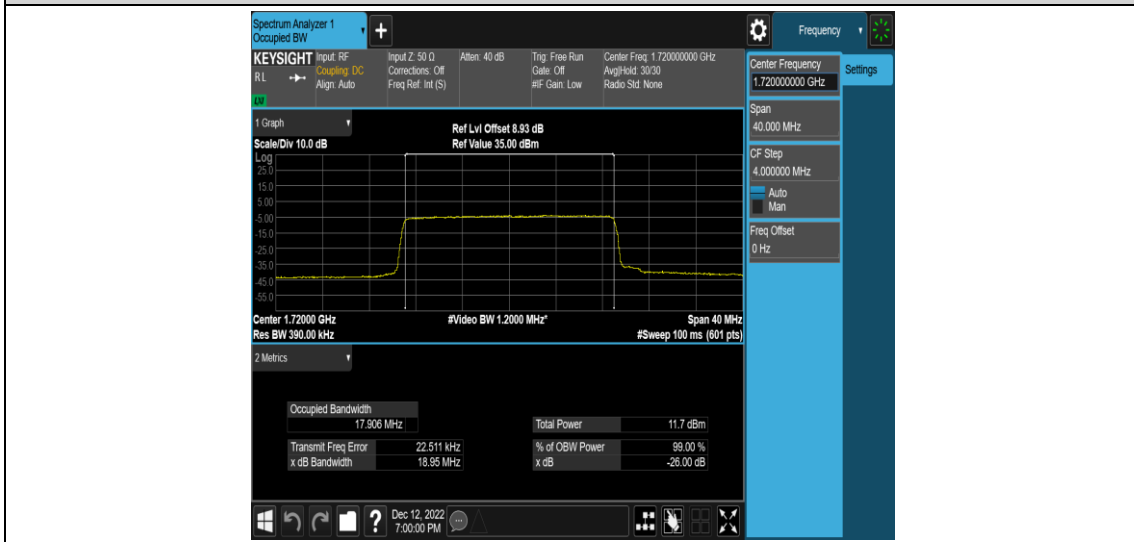 Spectrum Analyzer 1
Occupied BW
+
Frequency
KEYSIGHT
RL
Input: RF
Coupling: DC
Align: Auto
Input Z: 50 Ω
Corrections: Off
Freq Ref: Int (S)
Atten: 40 dB
Trig: Free Run
Gate: Off
#IF Gain: Low
Center Freq: 1.720000000 GHz
Avg|Hold: 30/30
Radio Std: None
Center Frequency
1.720000000 GHz
Settings
Span
40.000 MHz
CF Step
4.000000 MHz
Auto
Man
Freq Offset
0 Hz
1 Graph
Scale/Div 10.0 dB
Ref Lvl Offset 8.93 dB
Ref Value 35.00 dBm
Log
25.0
15.0
5.00
-5.00
-15.0
-25.0
-35.0
-45.0
-55.0
Center 1.72000 GHz
#Video BW 1.2000 MHz*
Span 40 MHz
Res BW 390.00 kHz
#Sweep 100 ms (601 pts)
2 Metrics
Occupied Bandwidth
17.906 MHz
Total Power 11.7 dBm
Transmit Freq Error 22.511 kHz
% of OBW Power 99.00 %
x dB Bandwidth 18.95 MHz
x dB -26.00 dB
?
Dec 12, 2022
7:00:00 PM